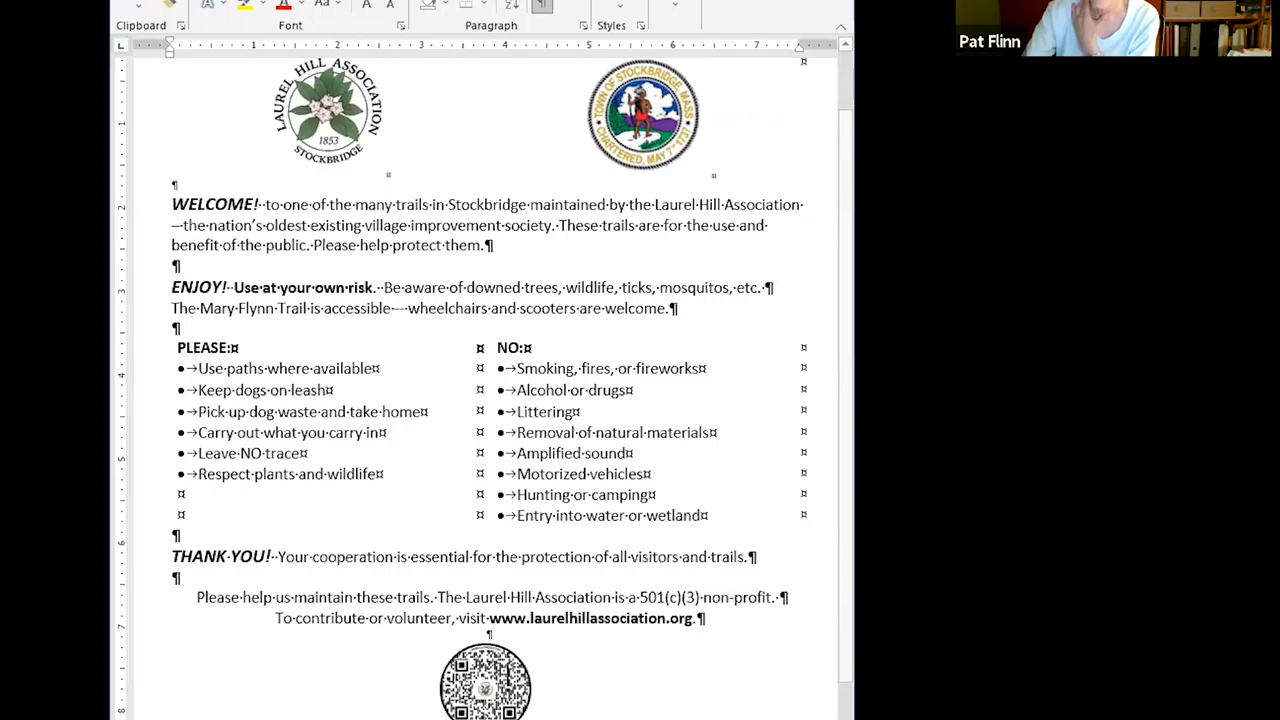 Clipboard Font Paragraph Styles
Pat Flinn
1 2 3 4 5 6 7
LAUREL HILL ASSOCIATION
1853
STOCKBRIDGE
TOWN OF STOCKBRIDGE, MASS
CHARTERED, MAY 7TH 1737
WELCOME! to one of the many trails in Stockbridge maintained by the Laurel Hill Association
–the nation's oldest existing village improvement society. These trails are for the use and
benefit of the public. Please help protect them.¶
¶
ENJOY! Use at your own risk. Be aware of downed trees, wildlife, ticks, mosquitos, etc. ¶
The Mary Flynn Trail is accessible -- wheelchairs and scooters are welcome.¶
¶
PLEASE:¤ ¤ NO:¤ ¤
•→Use paths where available¤ ¤ •→Smoking, fires, or fireworks¤ ¤
•→Keep dogs on leash¤ ¤ •→Alcohol or drugs¤ ¤
•→Pick up dog waste and take home¤ ¤ •→Littering¤ ¤
•→Carry out what you carry in¤ ¤ •→Removal of natural materials¤ ¤
•→Leave NO trace¤ ¤ •→Amplified sound¤ ¤
•→Respect plants and wildlife¤ ¤ •→Motorized vehicles¤ ¤
¤ ¤ •→Hunting or camping¤ ¤
¤ ¤ •→Entry into water or wetland¤ ¤
¶
THANK YOU! Your cooperation is essential for the protection of all visitors and trails.¶
¶
Please help us maintain these trails. The Laurel Hill Association is a 501(c)(3) non-profit. ¶
To contribute or volunteer, visit www.laurelhillassociation.org.¶
¶